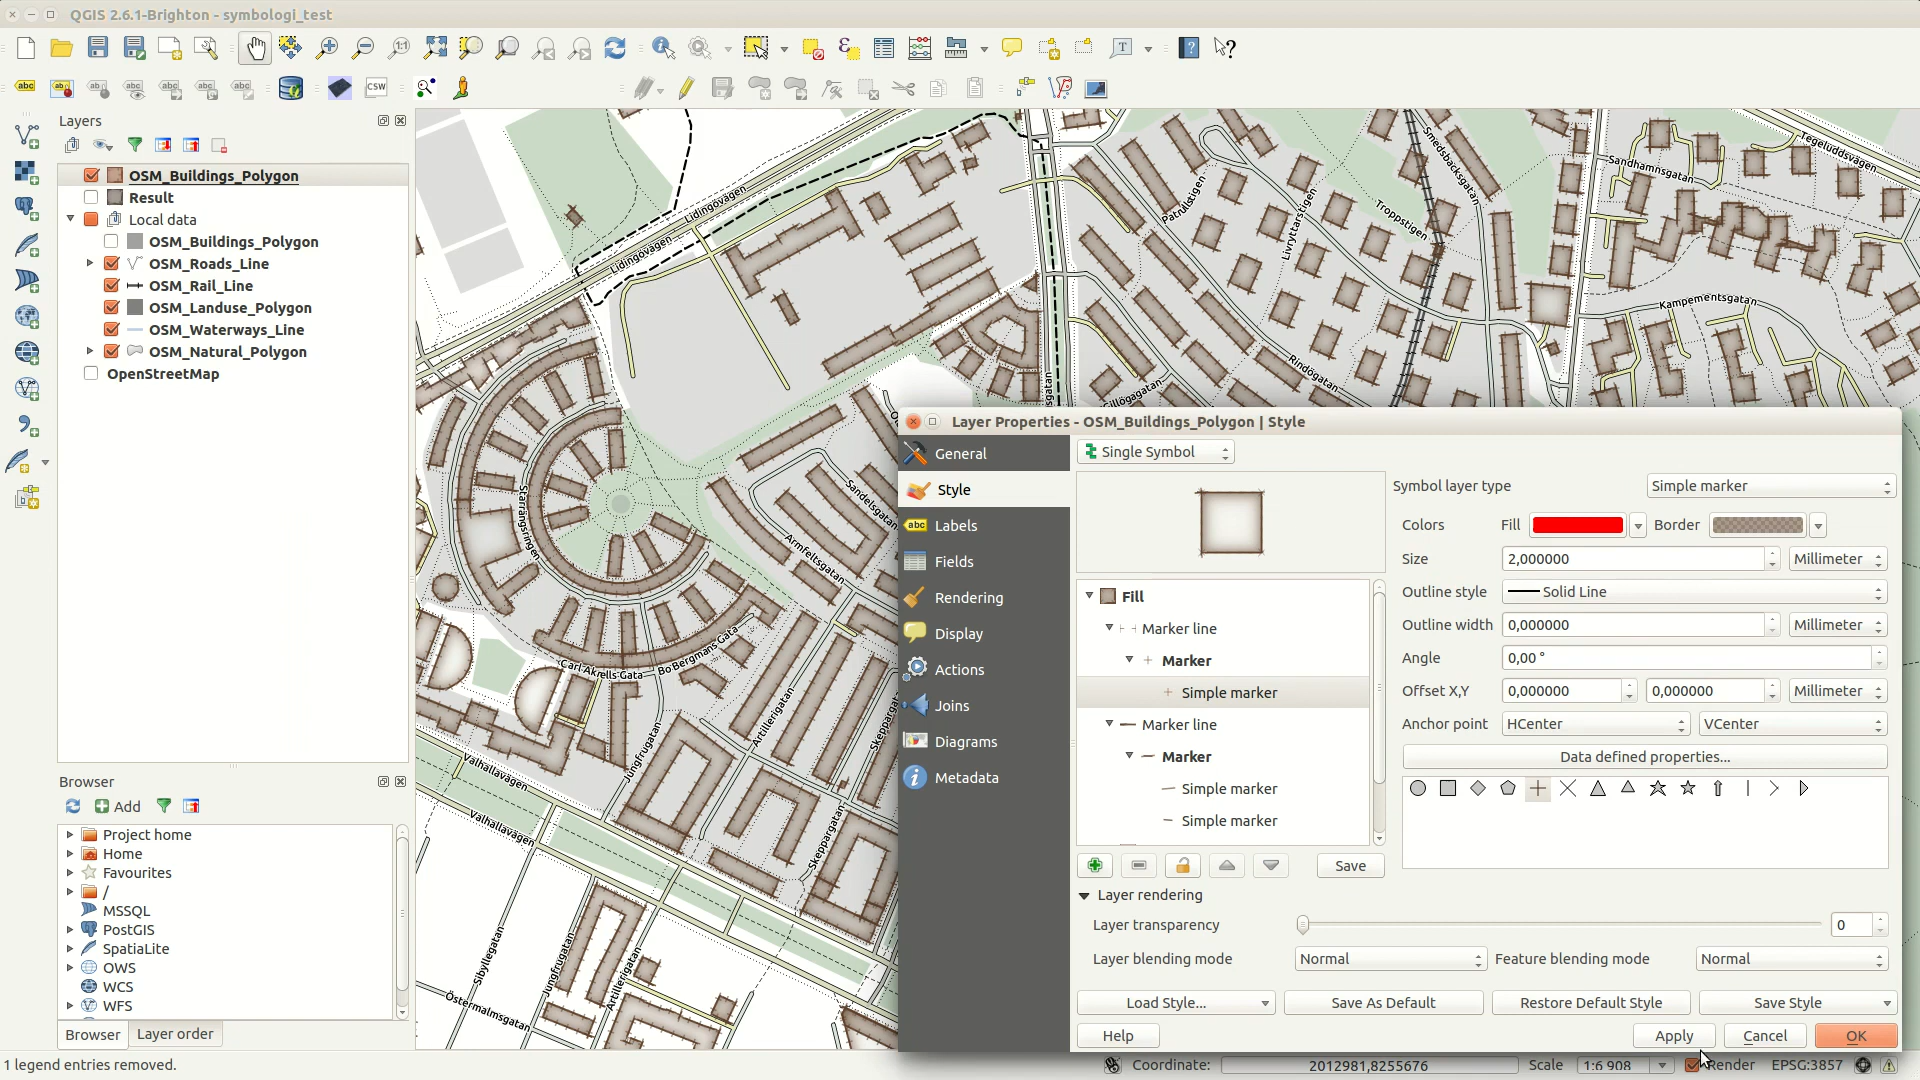 QGIS 2.6.1-Brighton - symbologi_test
abc
CSW
T
Layers
OSM_Buildings_Polygon
Result
Local data
OSM_Buildings_Polygon
OSM_Roads_Line
OSM_Rail_Line
OSM_Landuse_Polygon
OSM_Waterways_Line
OSM_Natural_Polygon
OpenStreetMap
Browser
Add
Project home
Home
Favourites
/
MSSQL
PostGIS
SpatiaLite
OWS
WCS
WFS
Browser
Layer order
1 legend entries removed.
Lidingövägen
Lidingövägen
Patrullstigen
Livryttarstigen
Troppstigen
Smedsbacksgatan
Sandhamnsgatan
Tegeluddsvägen
Kampementsgatan
Rindögatan
Sandelsgatan
Armfeltsgatan
Starrängsringen
Carl Akrells Gata
Bo Bergmans Gata
Artillerigatan
Jungfrugatan
Valhallavägen
Valhallavägen
Skeppargatan
Sibyllegatan
Jungfrugatan
Artillerigatan
Östermalmsgatan
Layer Properties - OSM_Buildings_Polygon | Style
General
Style
abc Labels
Fields
Rendering
Display
Actions
Joins
Diagrams
Metadata
Single Symbol
Fill
Marker line
Marker
Simple marker
Marker line
Marker
Simple marker
Simple marker
Save
Symbol layer type Simple marker
Colors Fill Border
Size 2,000000 Millimeter
Outline style Solid Line
Outline width 0,000000 Millimeter
Angle 0,00 °
Offset X,Y 0,000000 0,000000 Millimeter
Anchor point HCenter VCenter
Data defined properties...
Layer rendering
Layer transparency 0
Layer blending mode Normal Feature blending mode Normal
Load Style... Save As Default Restore Default Style Save Style
Help Apply Cancel OK
Coordinate: 2012981,8255676 Scale 1:6 908 Render EPSG:3857